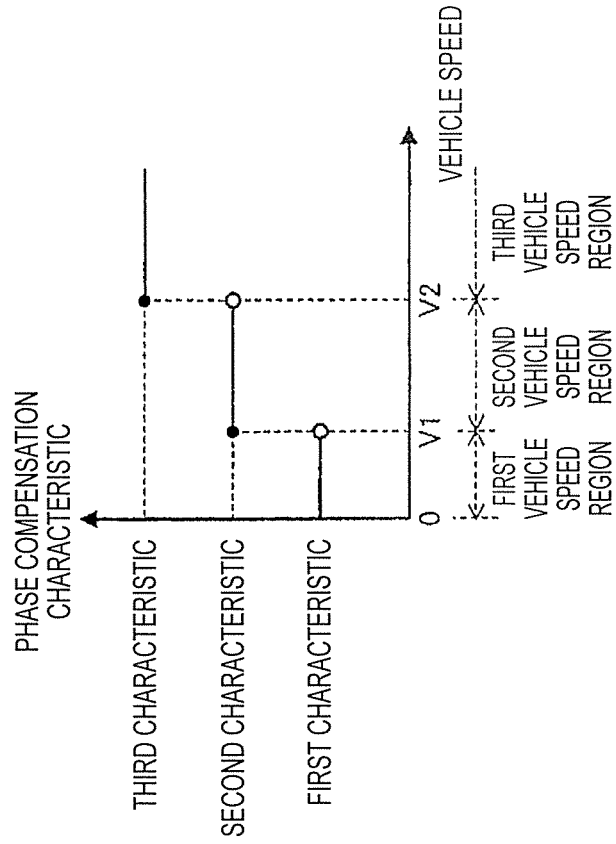 PHASE COMPENSATION
CHARACTERISTIC
THIRD CHARACTERISTIC
SECOND CHARACTERISTIC
FIRST CHARACTERISTIC
0
V1
V2
VEHICLE SPEED
FIRST
VEHICLE
SPEED
REGION
SECOND
VEHICLE
SPEED
REGION
THIRD
VEHICLE
SPEED
REGION